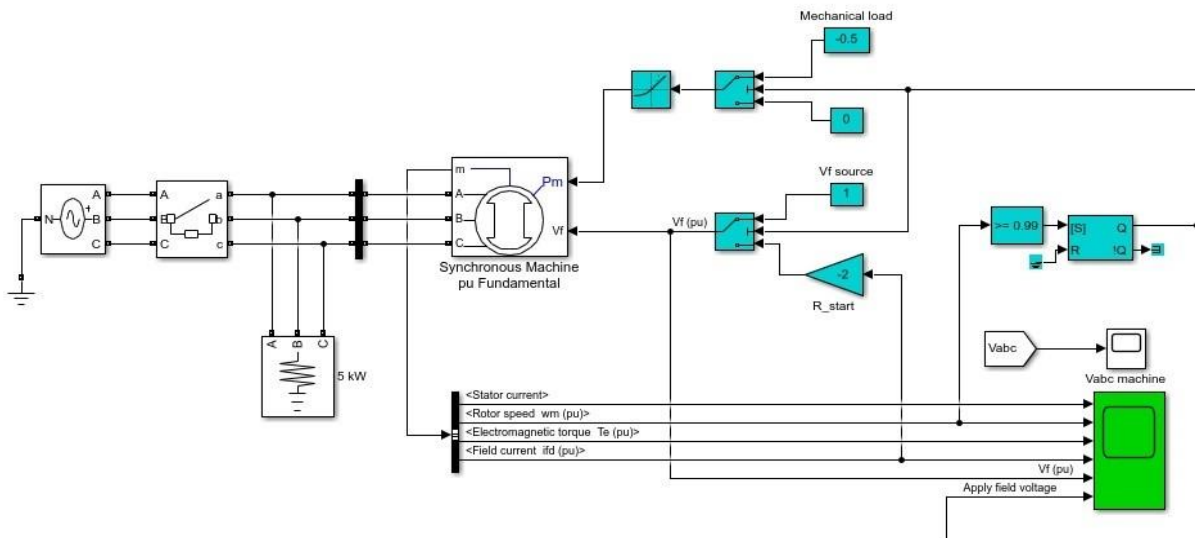 Mechanical load
-0.5
0
Vf source
1
Vf (pu)
-2
R_start
>= 0.99
[S] Q
R !Q
N A B C
A B C a b c
m Pm
A
B
C
Vf
Synchronous Machine
pu Fundamental
A B C
5 kW
Vabc
Vabc machine
<Stator current>
<Rotor speed wm (pu)>
<Electromagnetic torque Te (pu)>
<Field current ifd (pu)>
Vf (pu)
Apply field voltage